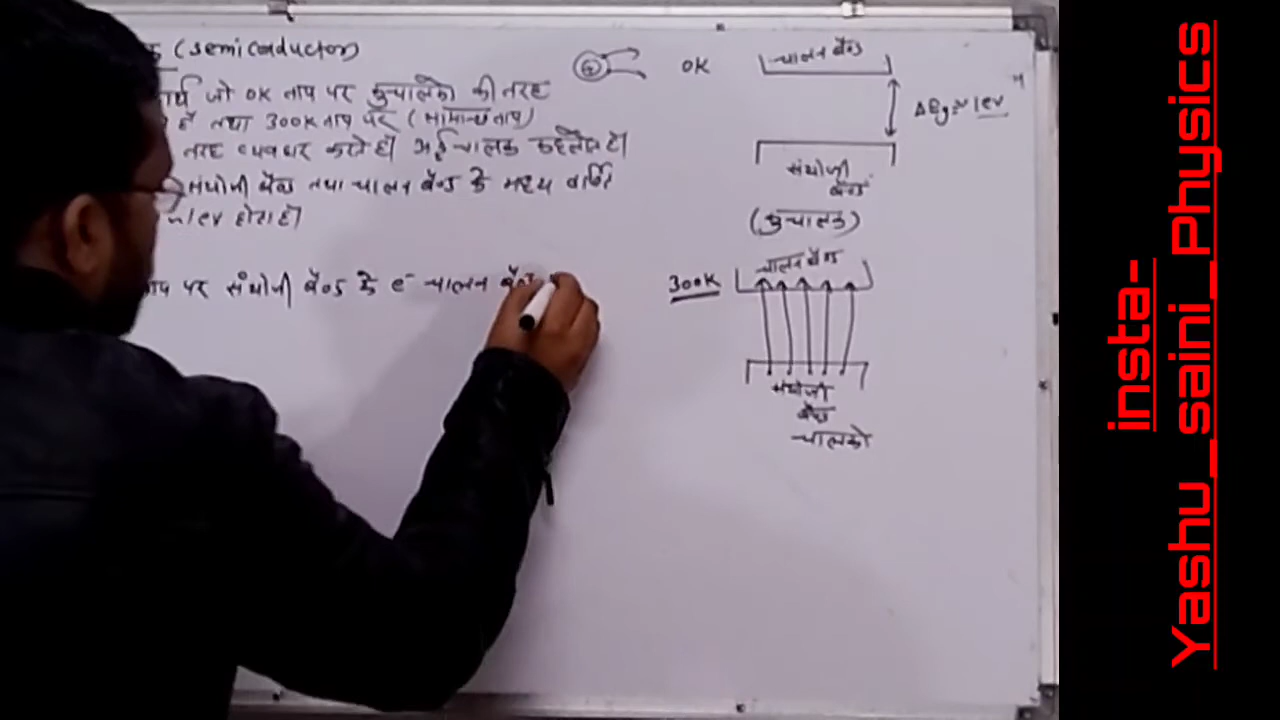 (Semiconductor)
जो 0K ताप पर कुचालको की तरह
है तथा 300K ताप पर (सामान्य ताप)
तरह व्यवहार करते है। अर्द्धचालक कहलाते है।
संयोजी बैण्ड तथा चालन बैण्ड के मध्य वर्जित
1ev होता है।
पर संयोजी बैण्ड के e⁻ चालन बैण्ड
0K
चालन बैण्ड
ΔEg ≈ 1ev
संयोजी
बैण्ड
(कुचालक)
300K
चालन बैण्ड
संयोजी
बैण्ड
चालको
insta-
Yashu_saini_Physics